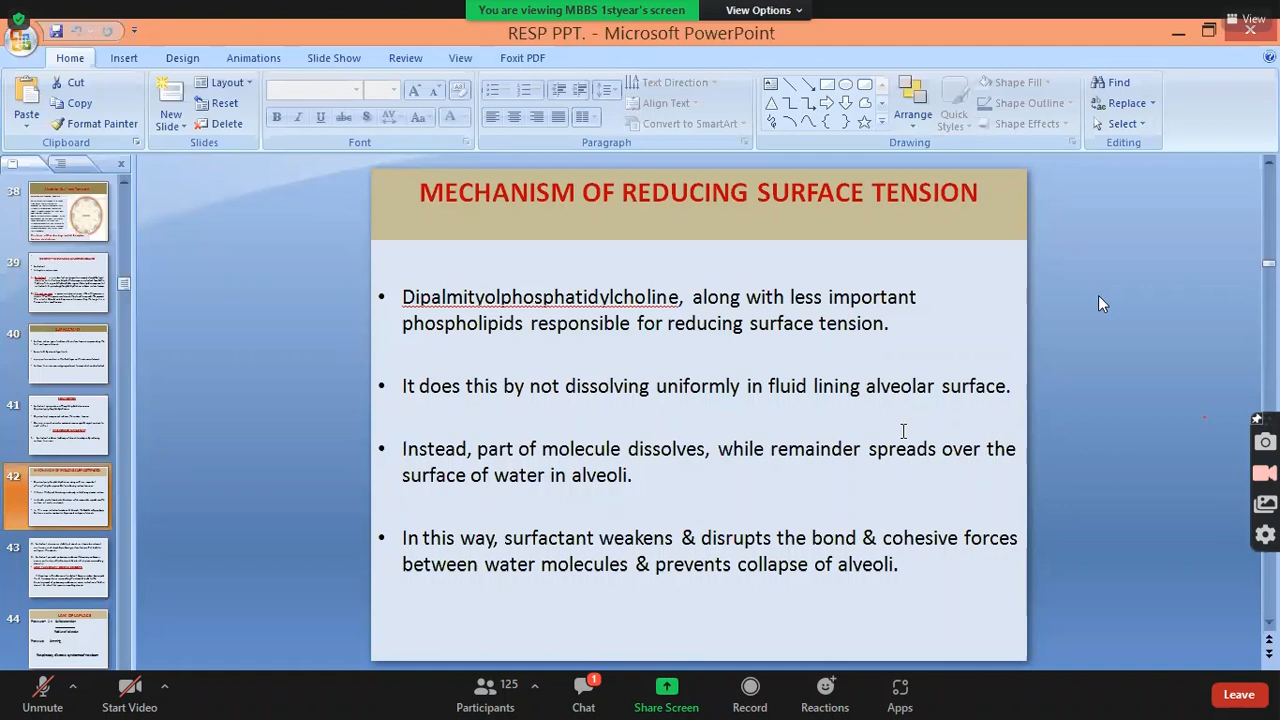 You are viewing MBBS 1styear's screen
View Options
View
RESP PPT. - Microsoft PowerPoint
Home Insert Design Animations Slide Show Review View Foxit PDF
Paste
Cut
Copy
Format Painter
Clipboard
New
Slide
Layout
Reset
Delete
Slides
B I U abe S AV Aa A
Font
Text Direction
Align Text
Convert to SmartArt
Paragraph
Arrange
Quick
Styles
Shape Fill
Shape Outline
Shape Effects
Drawing
Find
Replace
Select
Editing
38
39
40
41
42
43
44
MECHANISM OF REDUCING SURFACE TENSION
• Dipalmityolphosphatidylcholine, along with less important
phospholipids responsible for reducing surface tension.
• It does this by not dissolving uniformly in fluid lining alveolar surface.
• Instead, part of molecule dissolves, while remainder spreads over the
surface of water in alveoli.
• In this way, surfactant weakens & disrupts the bond & cohesive forces
between water molecules & prevents collapse of alveoli.
Unmute
Start Video
125
Participants
1
Chat
Share Screen
Record
Reactions
Apps
Leave